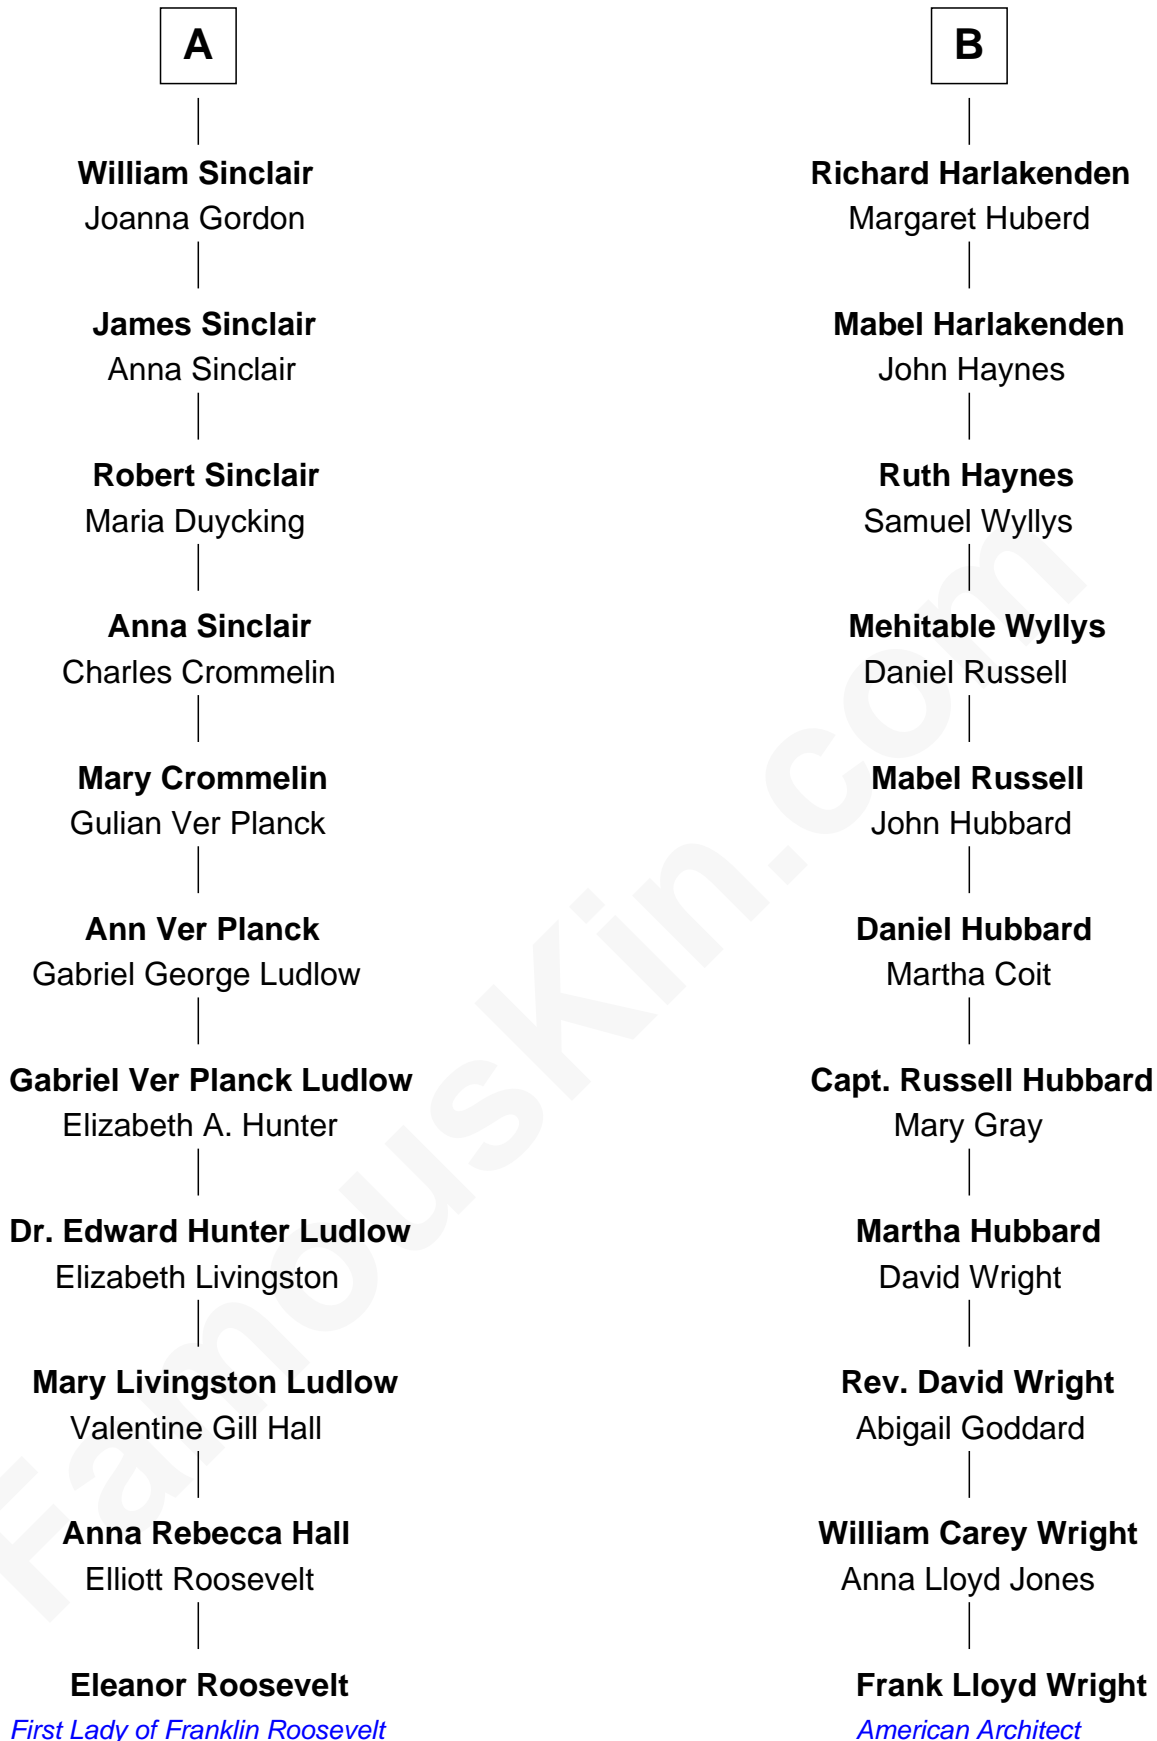 A
William Sinclair
Joanna Gordon
James Sinclair
Anna Sinclair
Robert Sinclair
Maria Duycking
Anna Sinclair
Charles Crommelin
Mary Crommelin
Gulian Ver Planck
Ann Ver Planck
Gabriel George Ludlow
Gabriel Ver Planck Ludlow
Elizabeth A. Hunter
Dr. Edward Hunter Ludlow
Elizabeth Livingston
Mary Livingston Ludlow
Valentine Gill Hall
Anna Rebecca Hall
Elliott Roosevelt
Eleanor Roosevelt
First Lady of Franklin Roosevelt
B
Richard Harlakenden
Margaret Huberd
Mabel Harlakenden
John Haynes
Ruth Haynes
Samuel Wyllys
Mehitable Wyllys
Daniel Russell
Mabel Russell
John Hubbard
Daniel Hubbard
Martha Coit
Capt. Russell Hubbard
Mary Gray
Martha Hubbard
David Wright
Rev. David Wright
Abigail Goddard
William Carey Wright
Anna Lloyd Jones
Frank Lloyd Wright
American Architect
FamousKin.com